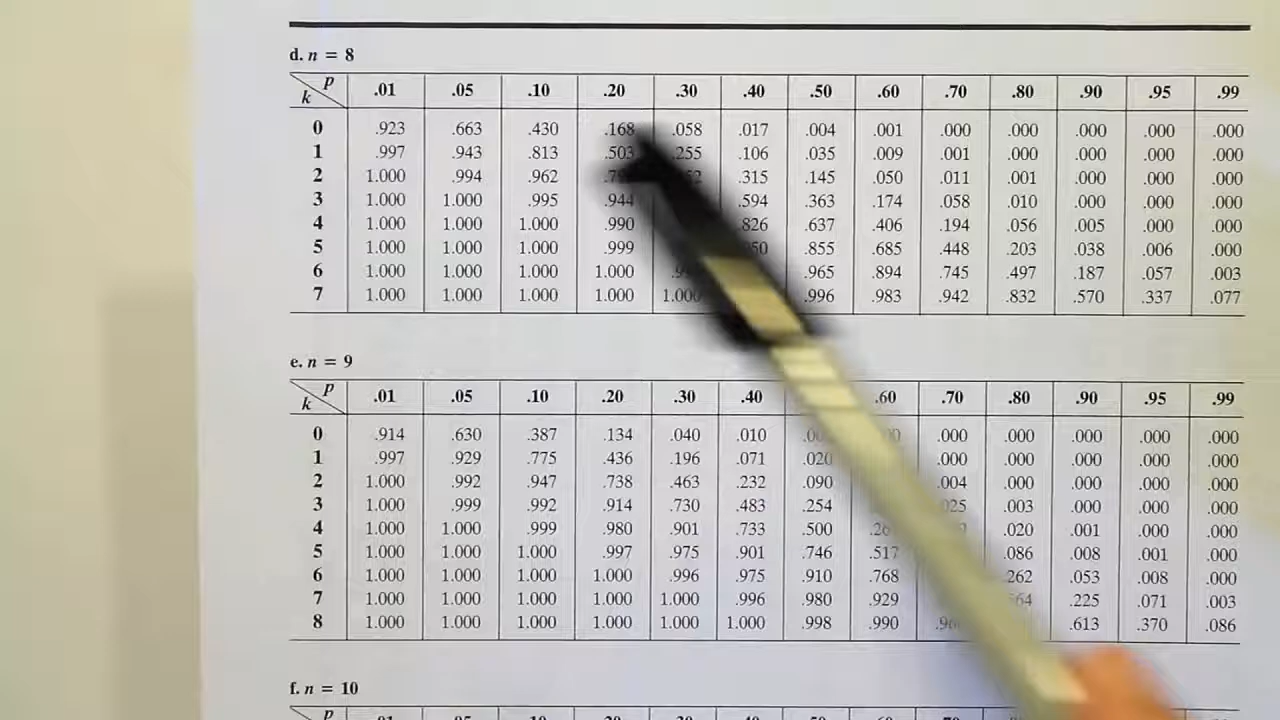 d. n = 8
p
k .01 .05 .10 .20 .30 .40 .50 .60 .70 .80 .90 .95 .99
0 .923 .663 .430 .168 .058 .017 .004 .001 .000 .000 .000 .000 .000
1 .997 .943 .813 .503 .255 .106 .035 .009 .001 .000 .000 .000 .000
2 1.000 .994 .962 .315 .145 .050 .011 .001 .000 .000 .000
3 1.000 1.000 .995 .944 .594 .363 .174 .058 .010 .000 .000 .000
4 1.000 1.000 1.000 .990 .826 .637 .406 .194 .056 .005 .000 .000
5 1.000 1.000 1.000 .999 .855 .685 .448 .203 .038 .006 .000
6 1.000 1.000 1.000 1.000 .965 .894 .745 .497 .187 .057 .003
7 1.000 1.000 1.000 1.000 1.000 .996 .983 .942 .832 .570 .337 .077
e. n = 9
p
k .01 .05 .10 .20 .30 .40 .60 .70 .80 .90 .95 .99
0 .914 .630 .387 .134 .040 .010 .000 .000 .000 .000 .000
1 .997 .929 .775 .436 .196 .071 .020 .000 .000 .000 .000 .000
2 1.000 .992 .947 .738 .463 .232 .090 .004 .000 .000 .000 .000
3 1.000 .999 .992 .914 .730 .483 .254 .003 .000 .000 .000
4 1.000 1.000 .999 .980 .901 .733 .500 .020 .001 .000 .000
5 1.000 1.000 1.000 .997 .975 .901 .746 .517 .086 .008 .001 .000
6 1.000 1.000 1.000 1.000 .996 .975 .910 .768 .262 .053 .008 .000
7 1.000 1.000 1.000 1.000 1.000 .996 .980 .929 .225 .071 .003
8 1.000 1.000 1.000 1.000 1.000 1.000 .998 .990 .613 .370 .086
f. n = 10
p